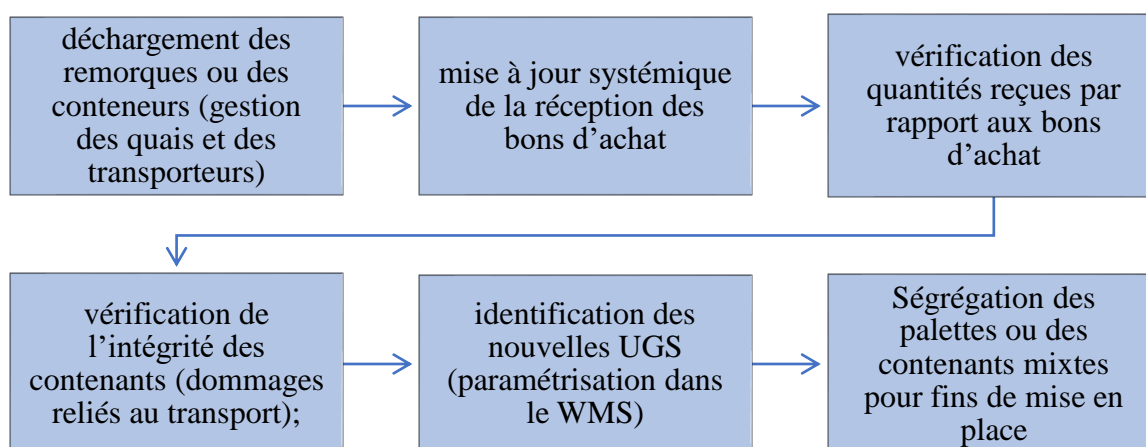 déchargement des
remorques ou des
conteneurs (gestion
des quais et des
transporteurs)
mise à jour systémique
de la réception des
bons d’achat
vérification des
quantités reçues par
rapport aux bons
d’achat
vérification de
l’intégrité des
contenants (dommages
reliés au transport);
identification des
nouvelles UGS
(paramétrisation dans
le WMS)
Ségrégation des
palettes ou des
contenants mixtes
pour fins de mise en
place